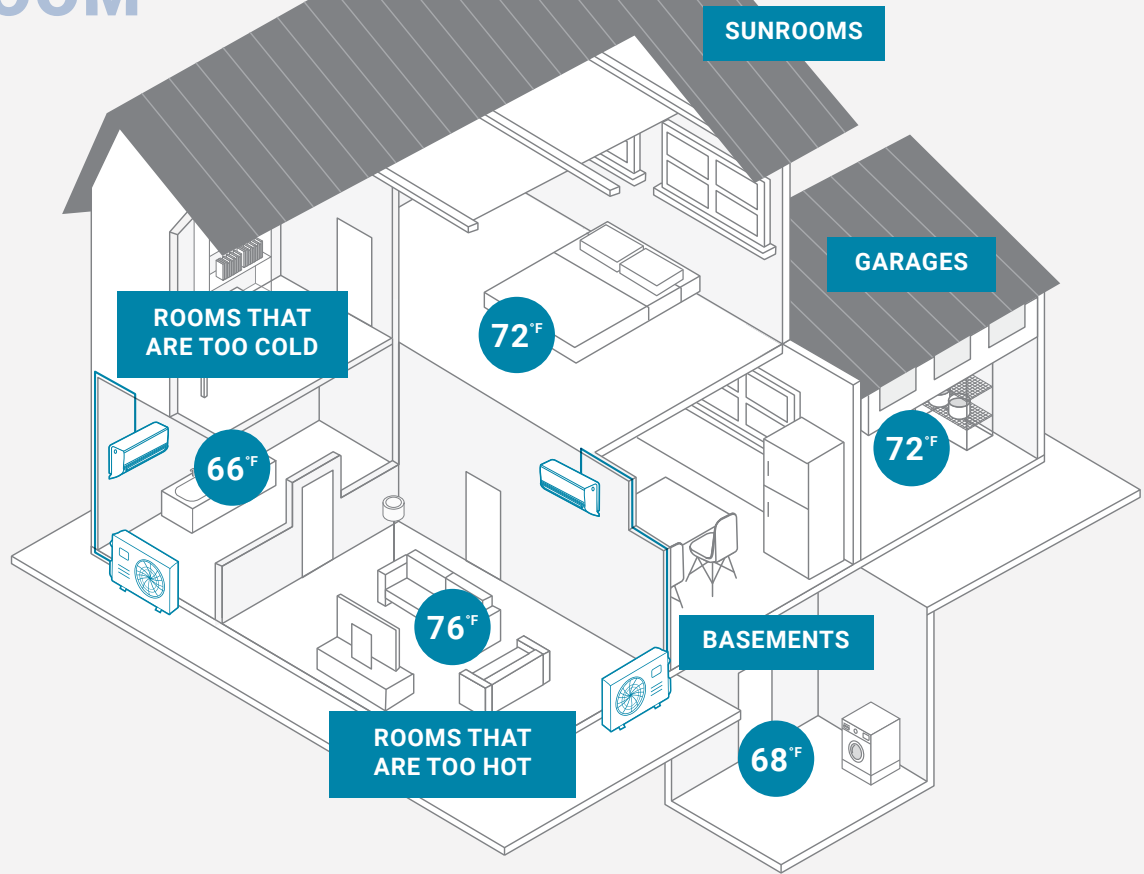 SUNROOMS
GARAGES
ROOMS THAT
ARE TOO COLD
72°F
66°F
72°F
76°F
BASEMENTS
ROOMS THAT
ARE TOO HOT
68°F